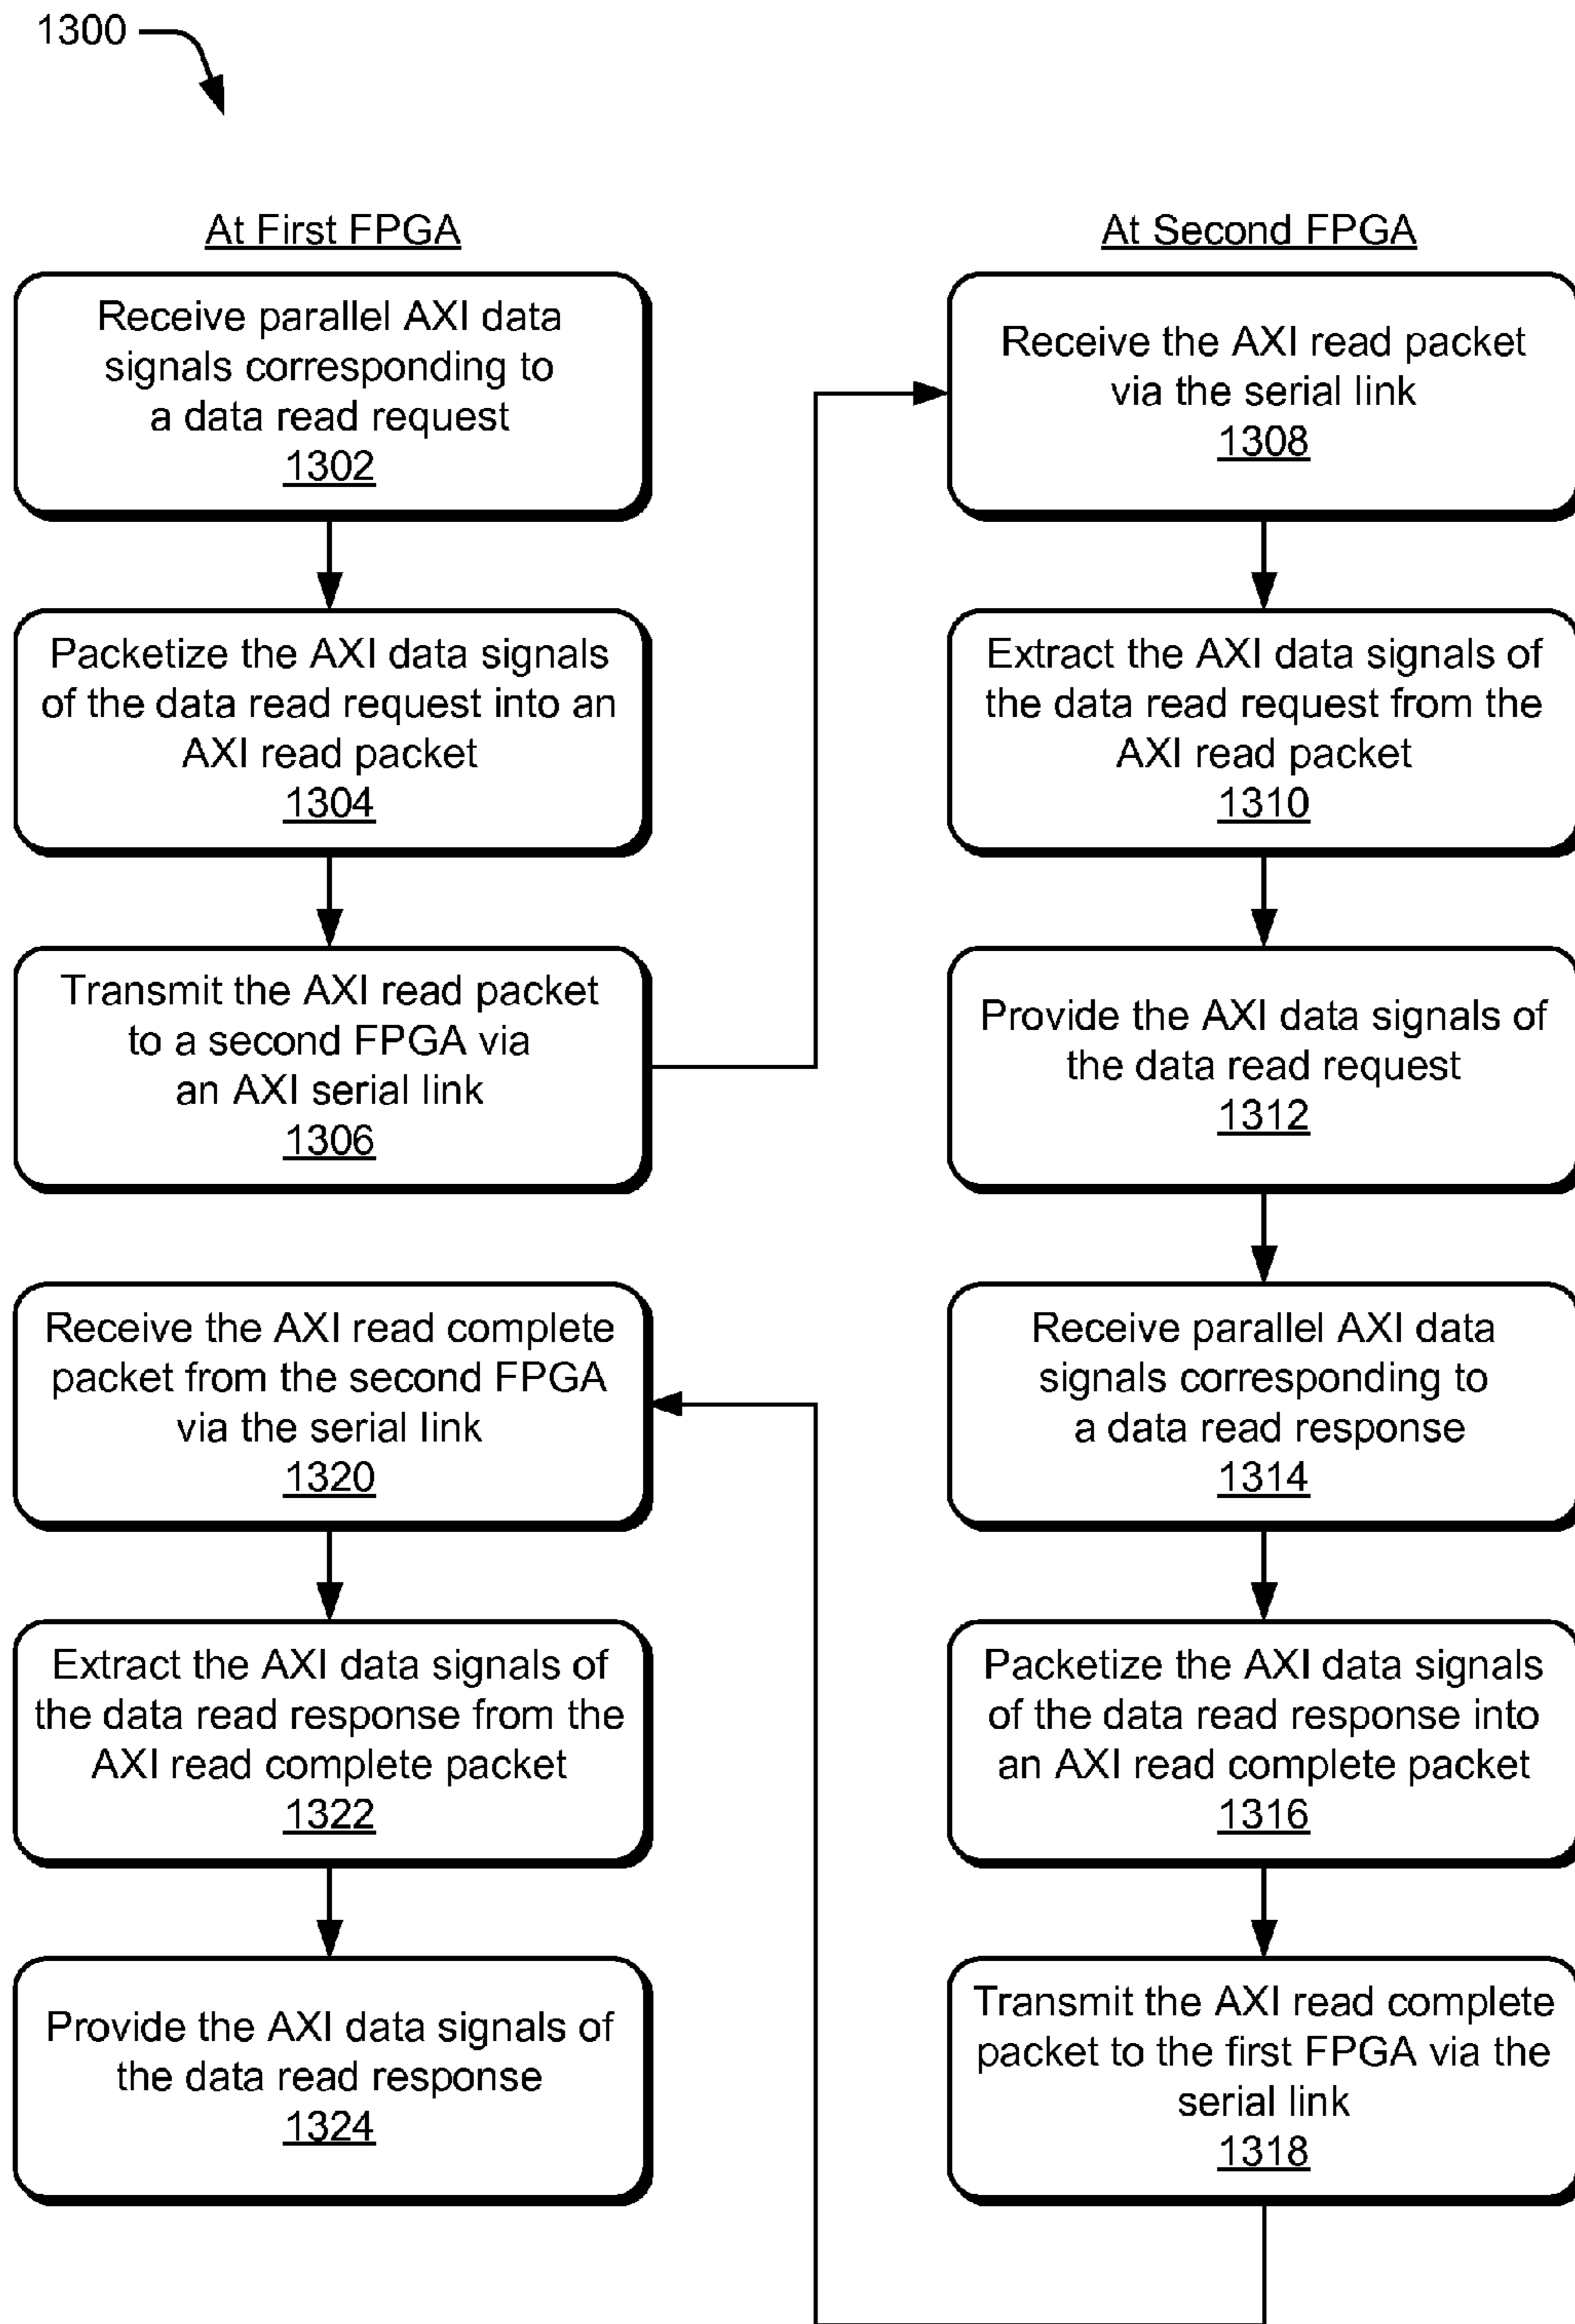 1300
At First FPGA
Receive parallel AXI data
signals corresponding to
a data read request
1302
Packetize the AXI data signals
of the data read request into an
AXI read packet
1304
Transmit the AXI read packet
to a second FPGA via
an AXI serial link
1306
At Second FPGA
Receive the AXI read packet
via the serial link
1308
Extract the AXI data signals of
the data read request from the
AXI read packet
1310
Provide the AXI data signals of
the data read request
1312
Receive parallel AXI data
signals corresponding to
a data read response
1314
Packetize the AXI data signals
of the data read response into
an AXI read complete packet
1316
Transmit the AXI read complete
packet to the first FPGA via the
serial link
1318
Receive the AXI read complete
packet from the second FPGA
via the serial link
1320
Extract the AXI data signals of
the data read response from the
AXI read complete packet
1322
Provide the AXI data signals of
the data read response
1324